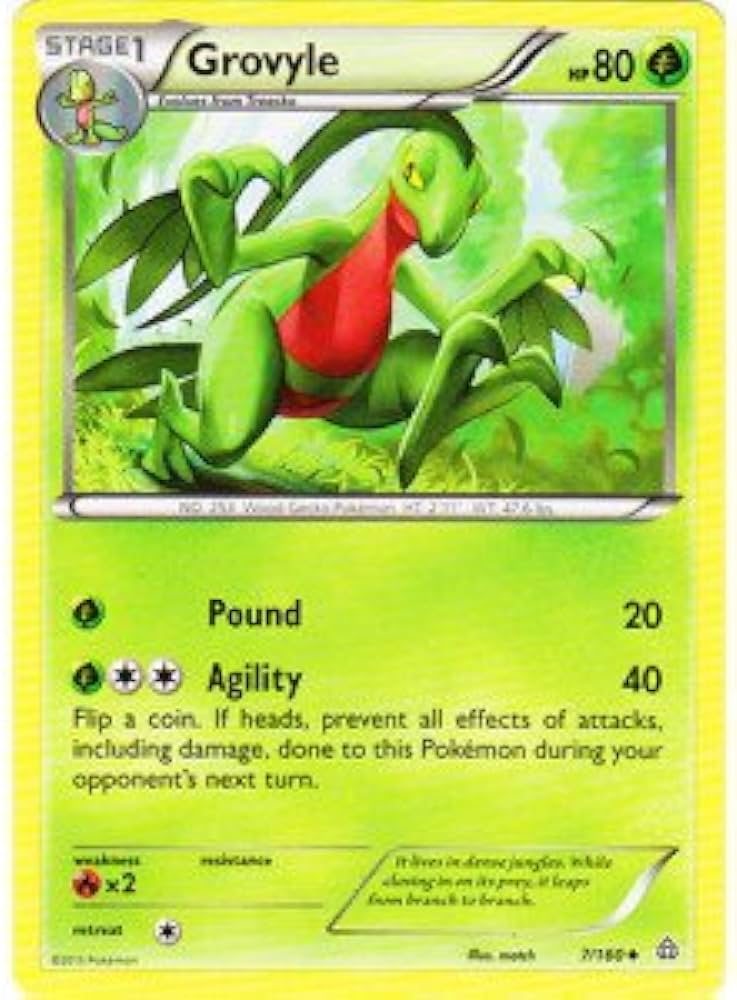 STAGE1
Grovyle
HP 80
Evolves from Treecko
NO. 253 Wood Gecko Pokémon HT: 2'11" WT: 47.6 lbs
Pound 20
Agility 40
Flip a coin. If heads, prevent all effects of attacks,
including damage, done to this Pokémon during your
opponent's next turn.
weakness resistance
×2
It lives in dense jungles. While
closing in on its prey, it leaps
from branch to branch.
retreat
©2015 Pokémon
Illus. match 7/160